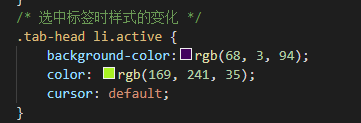 }
/* 选中标签时样式的变化 */
.tab-head li.active {
background-color:rgb(68, 3, 94);
color: rgb(169, 241, 35);
cursor: default;
}